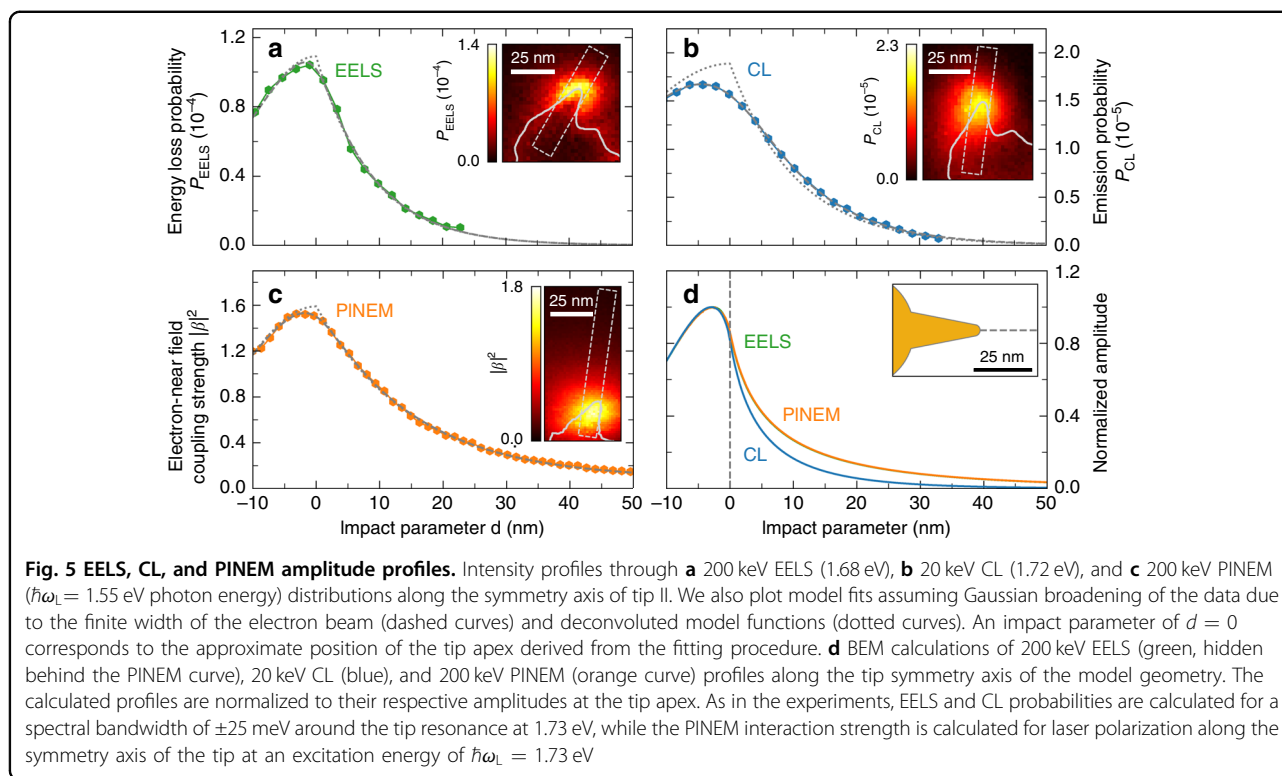 a
EELS
Energy loss probability
P_EELS (10⁻⁴)
1.2
1.0
0.8
0.4
0.0
1.4
25 nm
P_EELS (10⁻⁴)
0.0
b
CL
2.3
25 nm
P_CL (10⁻⁵)
0.0
2.0
1.5
1.0
0.5
0.0
Emission probability
P_CL (10⁻⁵)
c
PINEM
Electron-near field
coupling strength |β|²
1.6
1.2
0.8
0.4
0.0
1.8
25 nm
|β|²
0.0
−10 0 10 20 30 40 50
Impact parameter d (nm)
d
EELS
PINEM
CL
25 nm
1.2
0.8
0.4
0.0
Normalized amplitude
−10 0 10 20 30 40 50
Impact parameter d (nm)
Fig. 5 EELS, CL, and PINEM amplitude profiles. Intensity profiles through a 200 keV EELS (1.68 eV), b 20 keV CL (1.72 eV), and c 200 keV PINEM
(ℏω_L = 1.55 eV photon energy) distributions along the symmetry axis of tip II. We also plot model fits assuming Gaussian broadening of the data due
to the finite width of the electron beam (dashed curves) and deconvoluted model functions (dotted curves). An impact parameter of d = 0
corresponds to the approximate position of the tip apex derived from the fitting procedure. d BEM calculations of 200 keV EELS (green, hidden
behind the PINEM curve), 20 keV CL (blue), and 200 keV PINEM (orange curve) profiles along the tip symmetry axis of the model geometry. The
calculated profiles are normalized to their respective amplitudes at the tip apex. As in the experiments, EELS and CL probabilities are calculated for a
spectral bandwidth of ±25 meV around the tip resonance at 1.73 eV, while the PINEM interaction strength is calculated for laser polarization along the
symmetry axis of the tip at an excitation energy of ℏω_L = 1.73 eV